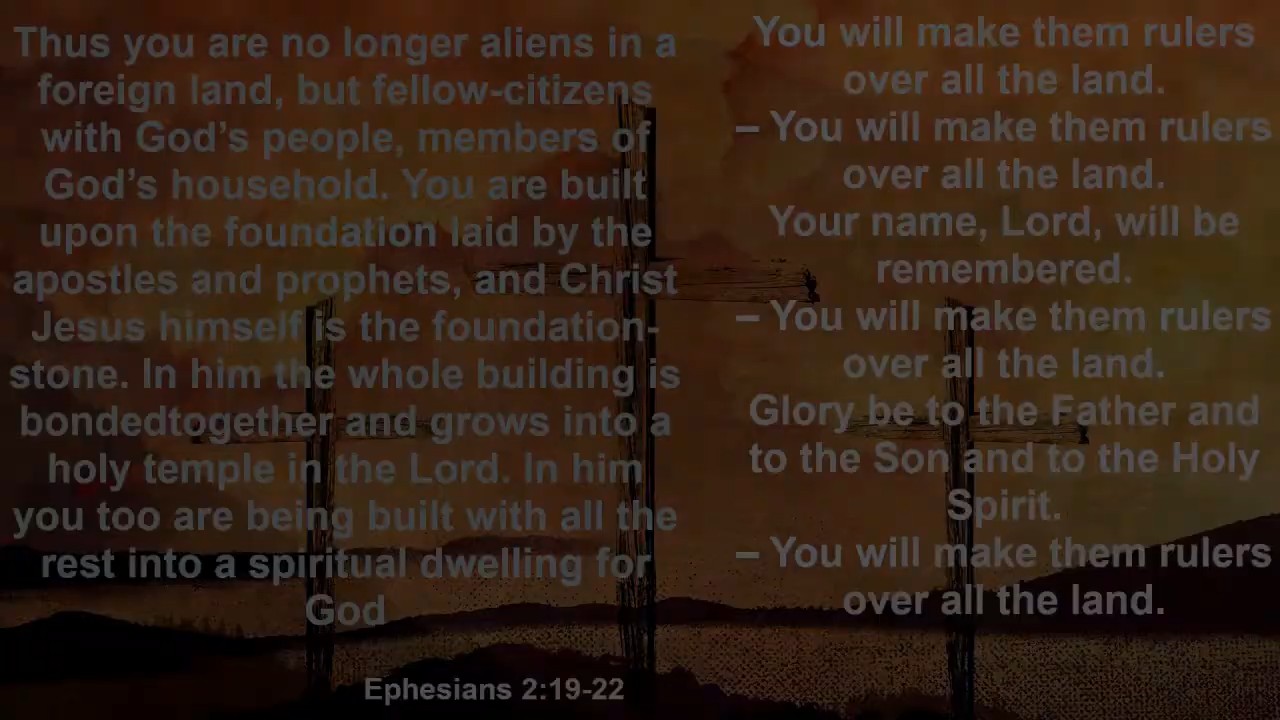 Thus you are no longer aliens in a
foreign land, but fellow-citizens
with God’s people, members of
God’s household. You are built
upon the foundation laid by the
apostles and prophets, and Christ
Jesus himself is the foundation-
stone. In him the whole building is
bondedtogether and grows into a
holy temple in the Lord. In him
you too are being built with all the
rest into a spiritual dwelling for
God
Ephesians 2:19-22
You will make them rulers
over all the land.
– You will make them rulers
over all the land.
Your name, Lord, will be
remembered.
– You will make them rulers
over all the land.
Glory be to the Father and
to the Son and to the Holy
Spirit.
– You will make them rulers
over all the land.